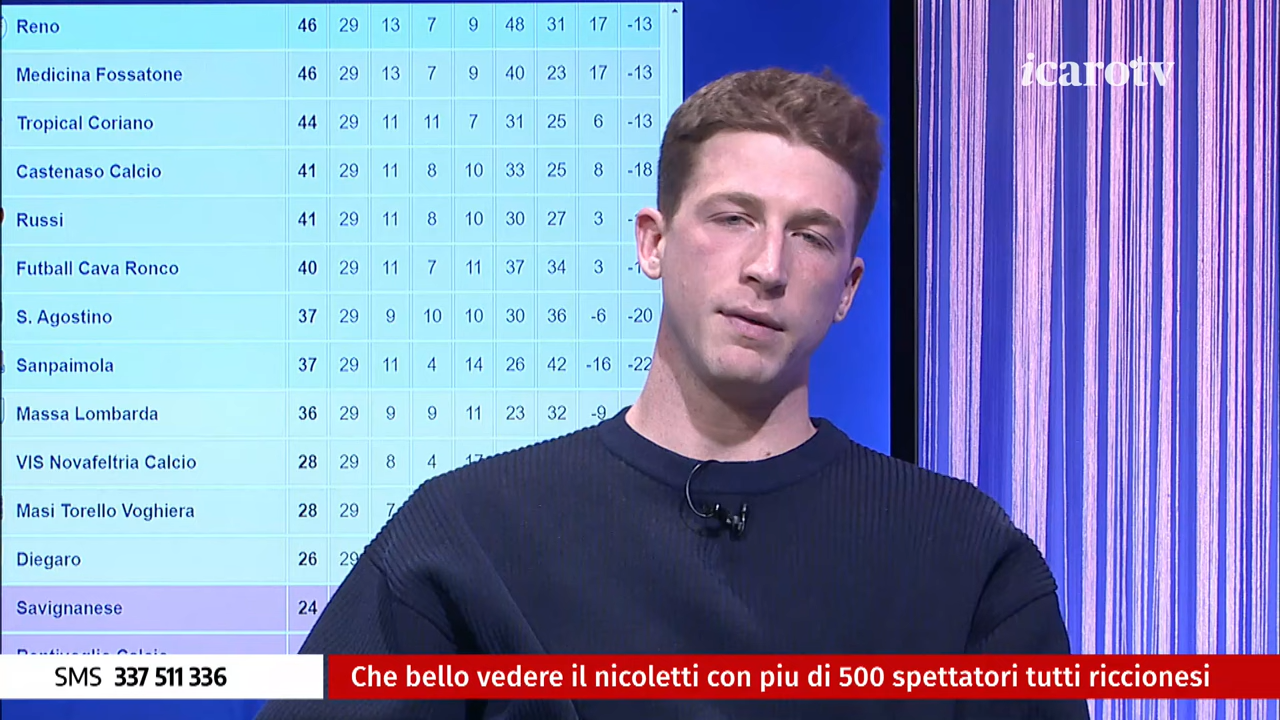 Reno 46 29 13 7 9 48 31 17 -13
icarotv
Medicina Fossatone 46 29 13 7 9 40 23 17 -13
Tropical Coriano 44 29 11 11 7 31 25 6 -13
Castenaso Calcio 41 29 11 8 10 33 25 8 -18
Russi 41 29 11 8 10 30 27 3
Futball Cava Ronco 40 29 11 7 11 37 34 3
S. Agostino 37 29 9 10 10 30 36 -6 -20
Sanpaimola 37 29 11 4 14 26 42 -16 -22
Massa Lombarda 36 29 9 9 11 23 32 -9
VIS Novafeltria Calcio 28 29 8 4
Masi Torello Voghiera 28 29 7
Diegaro 26 29
Savignanese 24
SMS 337 511 336
Che bello vedere il nicoletti con piu di 500 spettatori tutti riccionesi